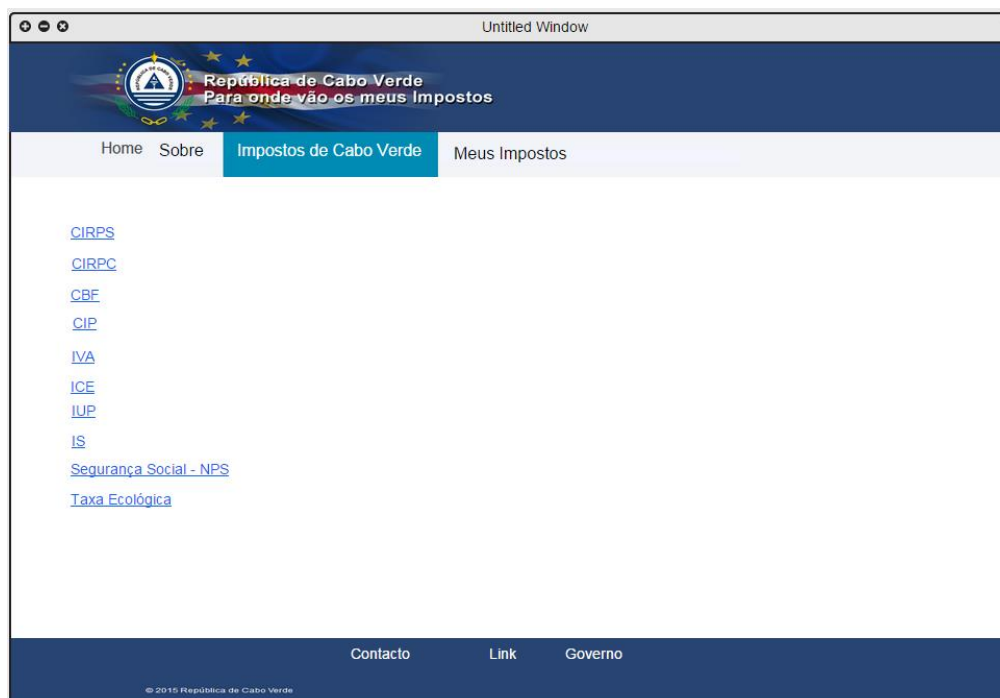 Untitled Window
República de Cabo Verde
Para onde vão os meus Impostos
Home Sobre Impostos de Cabo Verde Meus Impostos
CIRPS
CIRPC
CBF
CIP
IVA
ICE
IUP
IS
Segurança Social - NPS
Taxa Ecológica
Contacto Link Governo
© 2015 República de Cabo Verde